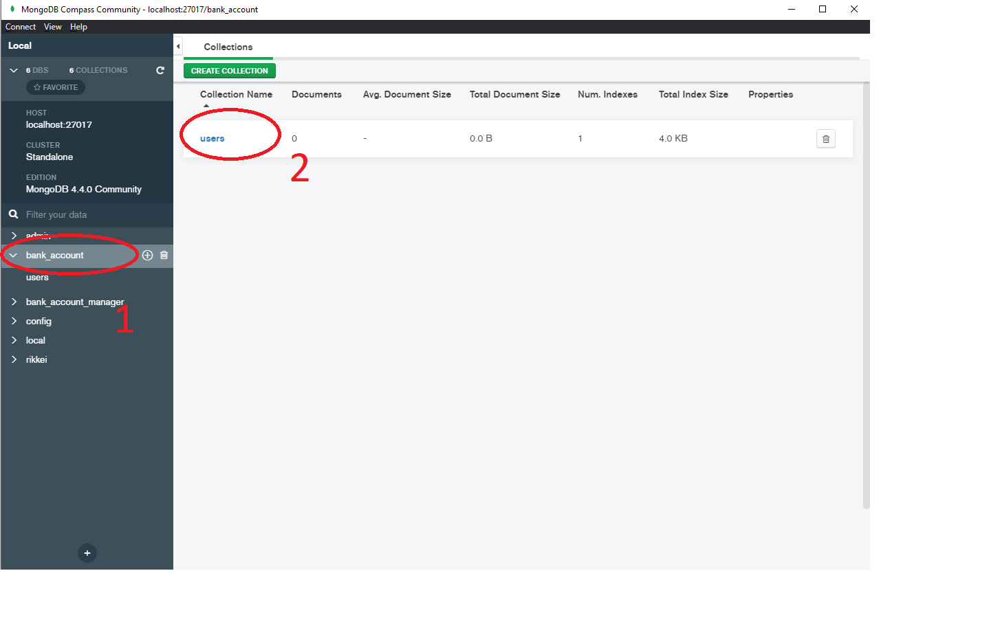 MongoDB Compass Community - localhost:27017/bank_account
Connect View Help
Local
6 DBS 6 COLLECTIONS
FAVORITE
HOST
localhost:27017
CLUSTER
Standalone
EDITION
MongoDB 4.4.0 Community
Filter your data
admin
bank_account
users
bank_account_manager
1
config
local
rikkei
Collections
CREATE COLLECTION
Collection Name Documents Avg. Document Size Total Document Size Num. Indexes Total Index Size Properties
users 0 - 0.0 B 1 4.0 KB
2